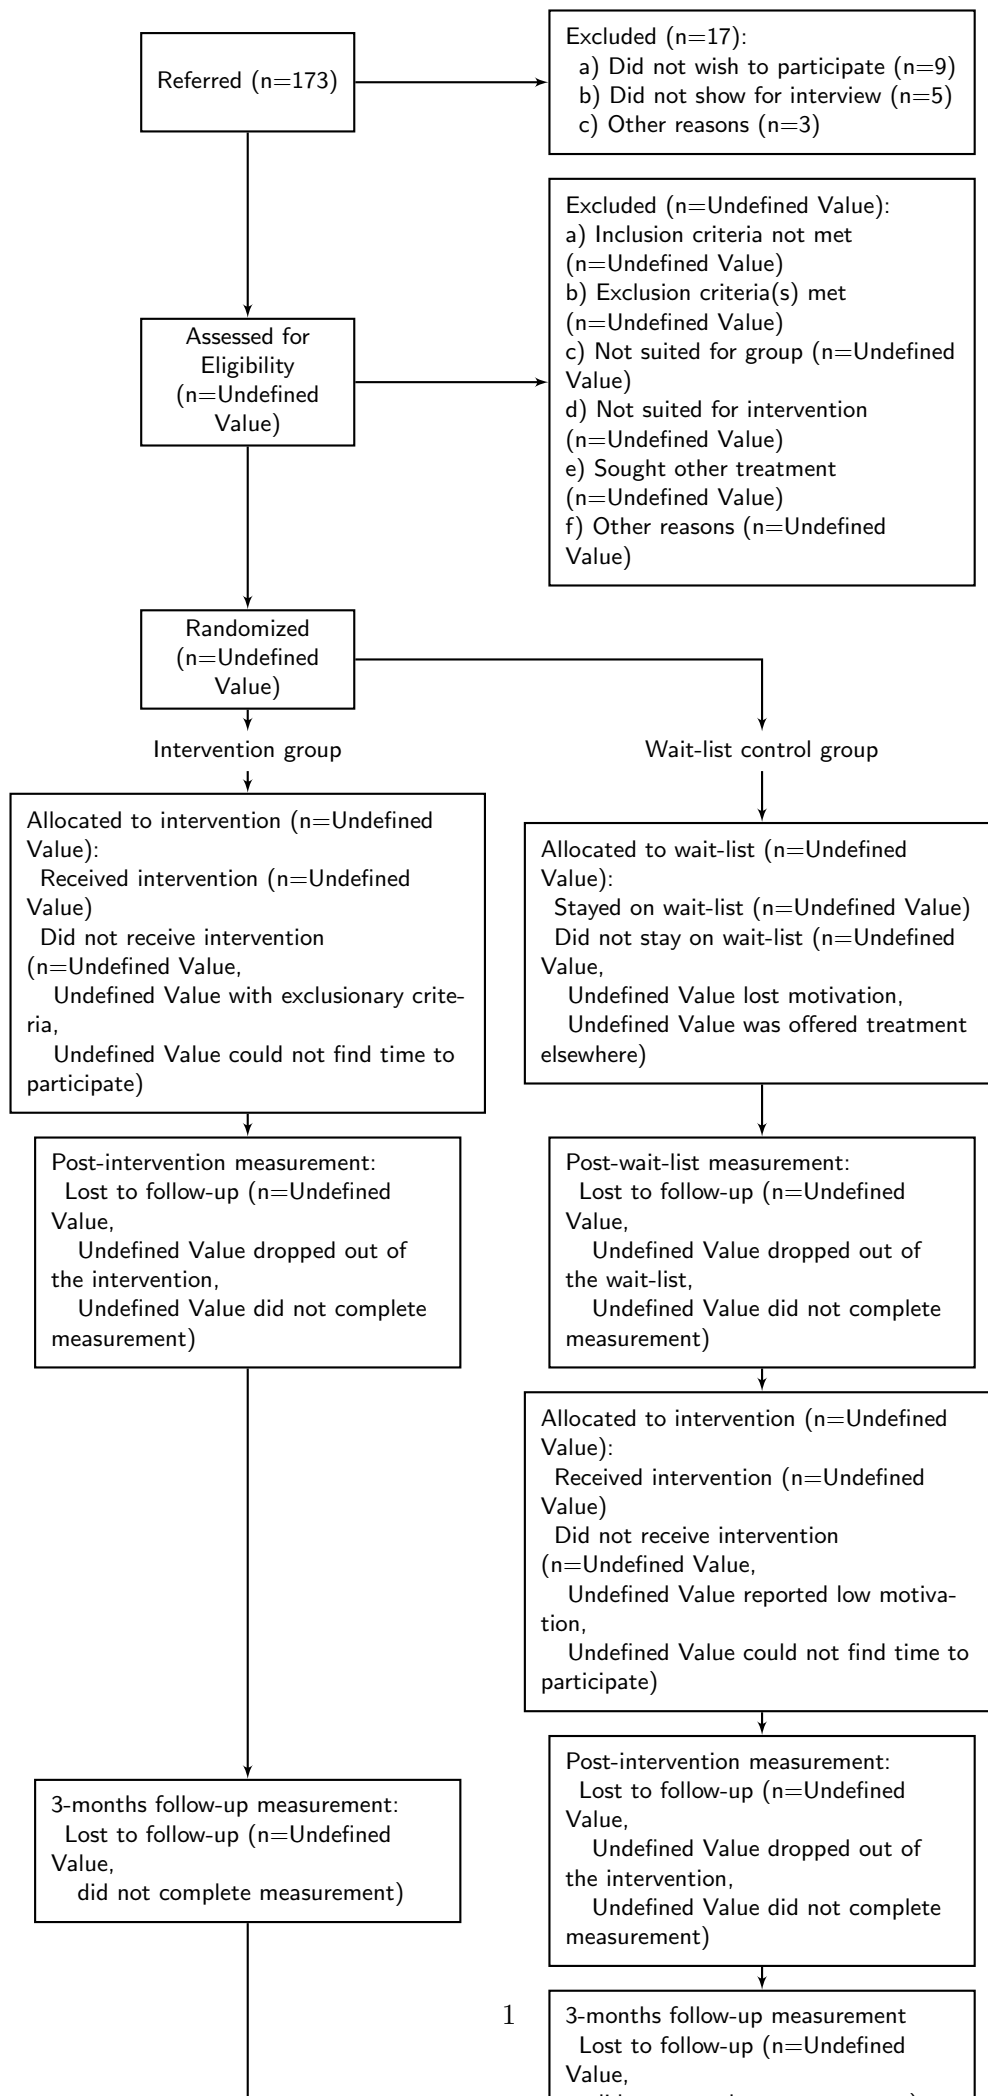 Referred (n=173)
Excluded (n=17):
a) Did not wish to participate (n=9)
b) Did not show for interview (n=5)
c) Other reasons (n=3)
Excluded (n=Undefined Value):
a) Inclusion criteria not met
(n=Undefined Value)
b) Exclusion criteria(s) met
(n=Undefined Value)
c) Not suited for group (n=Undefined
Value)
d) Not suited for intervention
(n=Undefined Value)
e) Sought other treatment
(n=Undefined Value)
f) Other reasons (n=Undefined
Value)
Assessed for
Eligibility
(n=Undefined
Value)
Randomized
(n=Undefined
Value)
Intervention group
Wait-list control group
Allocated to intervention (n=Undefined
Value):
Received intervention (n=Undefined
Value)
Did not receive intervention
(n=Undefined Value,
Undefined Value with exclusionary crite-
ria,
Undefined Value could not find time to
participate)
Allocated to wait-list (n=Undefined
Value):
Stayed on wait-list (n=Undefined Value)
Did not stay on wait-list (n=Undefined
Value,
Undefined Value lost motivation,
Undefined Value was offered treatment
elsewhere)
Post-intervention measurement:
Lost to follow-up (n=Undefined
Value,
Undefined Value dropped out of
the intervention,
Undefined Value did not complete
measurement)
Post-wait-list measurement:
Lost to follow-up (n=Undefined
Value,
Undefined Value dropped out of
the wait-list,
Undefined Value did not complete
measurement)
Allocated to intervention (n=Undefined
Value):
Received intervention (n=Undefined
Value)
Did not receive intervention
(n=Undefined Value,
Undefined Value reported low motiva-
tion,
Undefined Value could not find time to
participate)
Post-intervention measurement:
Lost to follow-up (n=Undefined
Value,
Undefined Value dropped out of
the intervention,
Undefined Value did not complete
measurement)
3-months follow-up measurement:
Lost to follow-up (n=Undefined
Value,
did not complete measurement)
3-months follow-up measurement
Lost to follow-up (n=Undefined
Value,
1